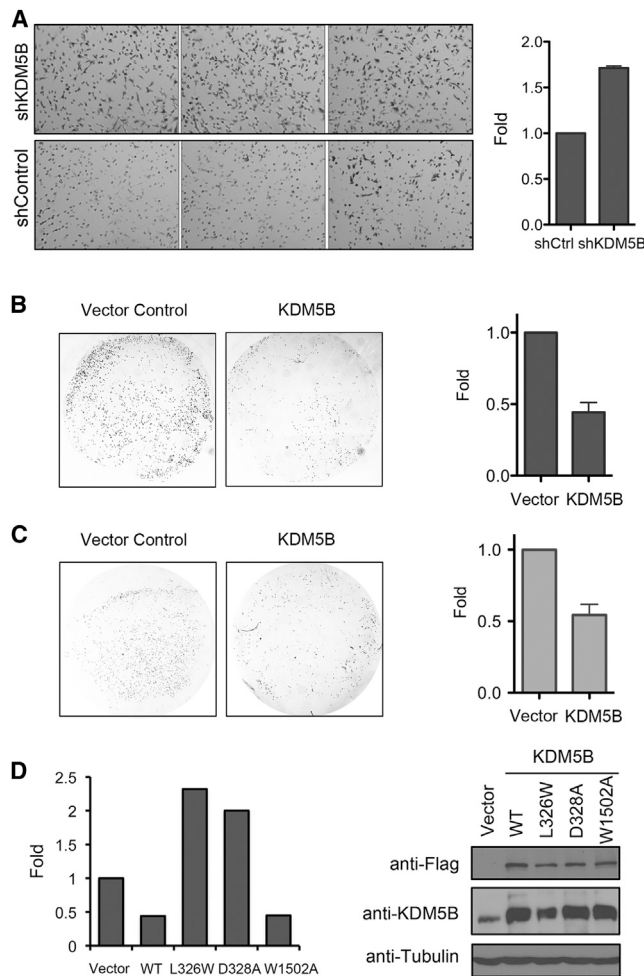 A
shKDM5B
shControl
Fold
2.0
1.5
1.0
0.5
0.0
shCtrl shKDM5B
B
Vector Control KDM5B
Fold
1.0
0.5
0.0
Vector KDM5B
C
Vector Control KDM5B
Fold
1.0
0.5
0.0
Vector KDM5B
D
Fold
2.5
2
1.5
1
0.5
0
Vector WT L326W D328A W1502A
KDM5B
Vector
WT
L326W
D328A
W1502A
anti-Flag
anti-KDM5B
anti-Tubulin